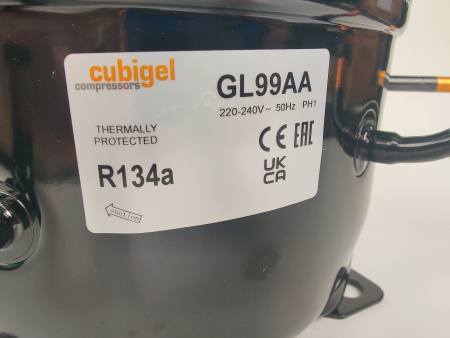 cubigel
compressors
GL99AA
220-240V ~ 50Hz PH1
THERMALLY
PROTECTED
CE EAC
UK
CA
R134a
suction